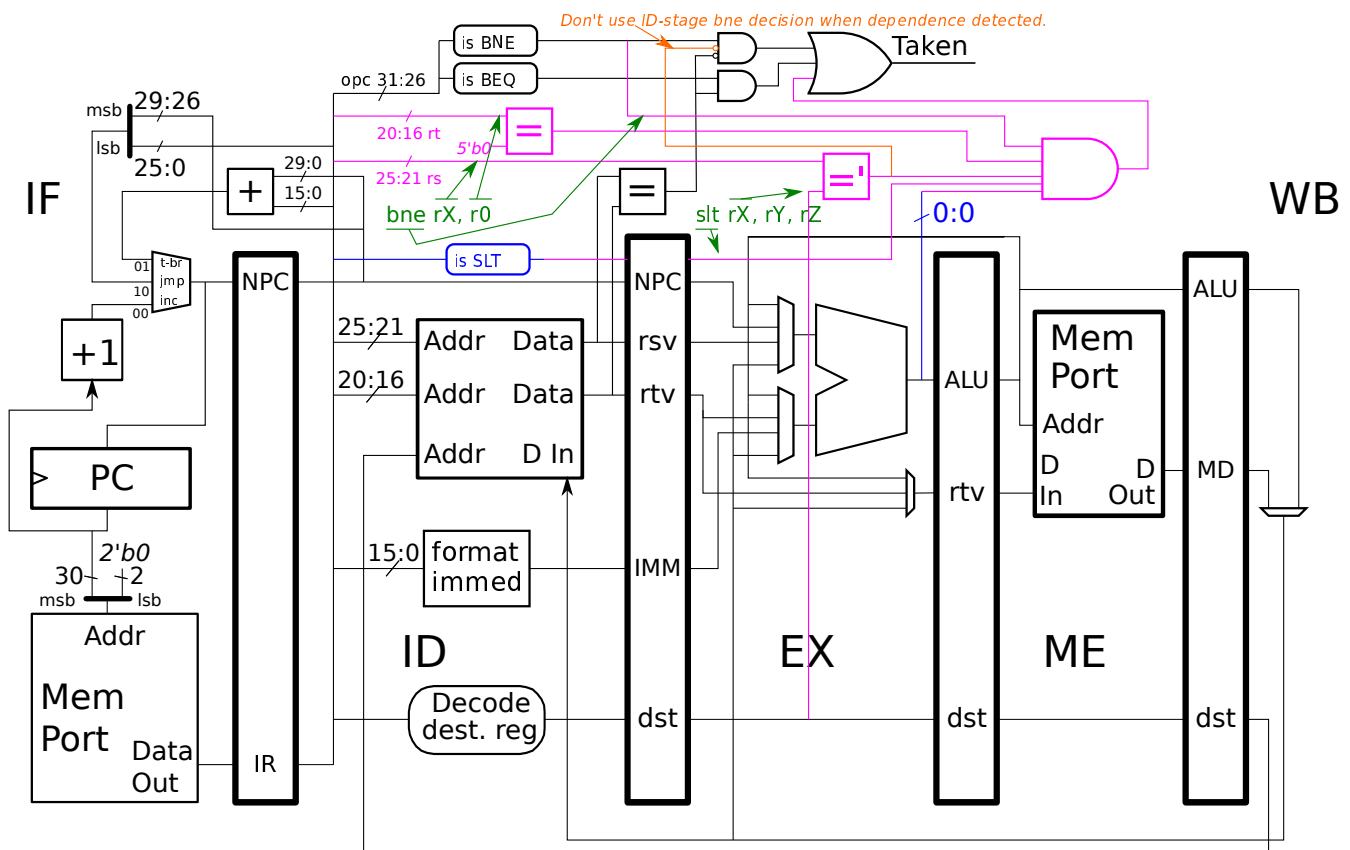 Don't use ID-stage bne decision when dependence detected.
is BNE
Taken
opc 31:26
is BEQ
msb
29:26
lsb
25:0
20:16 rt
=
5'b0
29:0
25:21 rs
='
IF
+
15:0
=
WB
bne rX, r0
slt rX, rY, rZ
0:0
is SLT
01
t-br
jmp
10
inc
00
NPC
NPC
ALU
+1
25:21
Addr
Data
rsv
Mem
Port
20:16
Addr
Data
rtv
ALU
Addr
Addr
D In
PC
D
In
D
Out
MD
rtv
2'b0
30
2
msb
lsb
15:0
format
immed
IMM
Addr
ID
EX
ME
Mem
Port
Decode
dest. reg
dst
dst
dst
Data
Out
IR